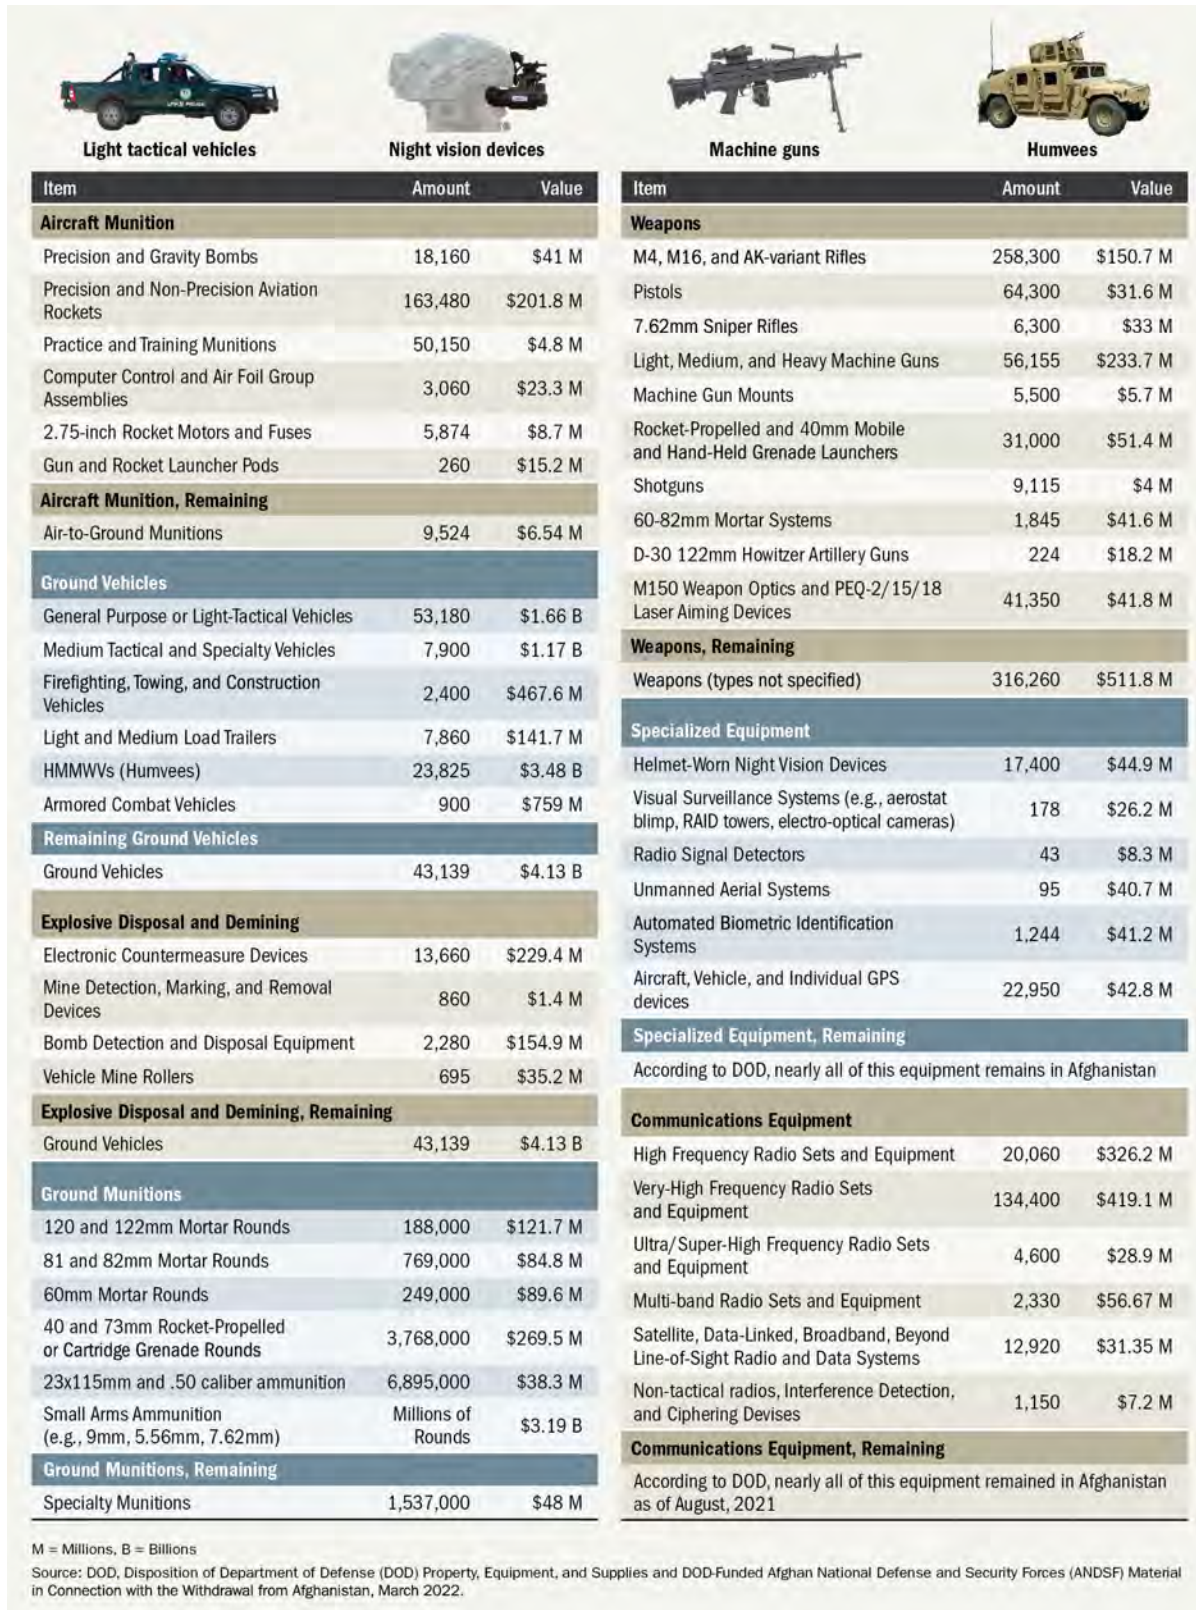 Light tactical vehicles
Night vision devices
Machine guns
Humvees
Item Amount Value
Aircraft Munition
Precision and Gravity Bombs 18,160 $41 M
Precision and Non-Precision Aviation
Rockets 163,480 $201.8 M
Practice and Training Munitions 50,150 $4.8 M
Computer Control and Air Foil Group
Assemblies 3,060 $23.3 M
2.75-inch Rocket Motors and Fuses 5,874 $8.7 M
Gun and Rocket Launcher Pods 260 $15.2 M
Aircraft Munition, Remaining
Air-to-Ground Munitions 9,524 $6.54 M
Ground Vehicles
General Purpose or Light-Tactical Vehicles 53,180 $1.66 B
Medium Tactical and Specialty Vehicles 7,900 $1.17 B
Firefighting, Towing, and Construction
Vehicles 2,400 $467.6 M
Light and Medium Load Trailers 7,860 $141.7 M
HMMWVs (Humvees) 23,825 $3.48 B
Armored Combat Vehicles 900 $759 M
Remaining Ground Vehicles
Ground Vehicles 43,139 $4.13 B
Explosive Disposal and Demining
Electronic Countermeasure Devices 13,660 $229.4 M
Mine Detection, Marking, and Removal
Devices 860 $1.4 M
Bomb Detection and Disposal Equipment 2,280 $154.9 M
Vehicle Mine Rollers 695 $35.2 M
Explosive Disposal and Demining, Remaining
Ground Vehicles 43,139 $4.13 B
Ground Munitions
120 and 122mm Mortar Rounds 188,000 $121.7 M
81 and 82mm Mortar Rounds 769,000 $84.8 M
60mm Mortar Rounds 249,000 $89.6 M
40 and 73mm Rocket-Propelled
or Cartridge Grenade Rounds 3,768,000 $269.5 M
23x115mm and .50 caliber ammunition 6,895,000 $38.3 M
Small Arms Ammunition Millions of
(e.g., 9mm, 5.56mm, 7.62mm) Rounds $3.19 B
Ground Munitions, Remaining
Specialty Munitions 1,537,000 $48 M
Item Amount Value
Weapons
M4, M16, and AK-variant Rifles 258,300 $150.7 M
Pistols 64,300 $31.6 M
7.62mm Sniper Rifles 6,300 $33 M
Light, Medium, and Heavy Machine Guns 56,155 $233.7 M
Machine Gun Mounts 5,500 $5.7 M
Rocket-Propelled and 40mm Mobile
and Hand-Held Grenade Launchers 31,000 $51.4 M
Shotguns 9,115 $4 M
60-82mm Mortar Systems 1,845 $41.6 M
D-30 122mm Howitzer Artillery Guns 224 $18.2 M
M150 Weapon Optics and PEQ-2/15/18
Laser Aiming Devices 41,350 $41.8 M
Weapons, Remaining
Weapons (types not specified) 316,260 $511.8 M
Specialized Equipment
Helmet-Worn Night Vision Devices 17,400 $44.9 M
Visual Surveillance Systems (e.g., aerostat
blimp, RAID towers, electro-optical cameras) 178 $26.2 M
Radio Signal Detectors 43 $8.3 M
Unmanned Aerial Systems 95 $40.7 M
Automated Biometric Identification
Systems 1,244 $41.2 M
Aircraft, Vehicle, and Individual GPS
devices 22,950 $42.8 M
Specialized Equipment, Remaining
According to DOD, nearly all of this equipment remains in Afghanistan
Communications Equipment
High Frequency Radio Sets and Equipment 20,060 $326.2 M
Very-High Frequency Radio Sets
and Equipment 134,400 $419.1 M
Ultra/Super-High Frequency Radio Sets
and Equipment 4,600 $28.9 M
Multi-band Radio Sets and Equipment 2,330 $56.67 M
Satellite, Data-Linked, Broadband, Beyond
Line-of-Sight Radio and Data Systems 12,920 $31.35 M
Non-tactical radios, Interference Detection,
and Ciphering Devises 1,150 $7.2 M
Communications Equipment, Remaining
According to DOD, nearly all of this equipment remained in Afghanistan
as of August, 2021
M = Millions, B = Billions
Source: DOD, Disposition of Department of Defense (DOD) Property, Equipment, and Supplies and DOD-Funded Afghan National Defense and Security Forces (ANDSF) Material
in Connection with the Withdrawal from Afghanistan, March 2022.